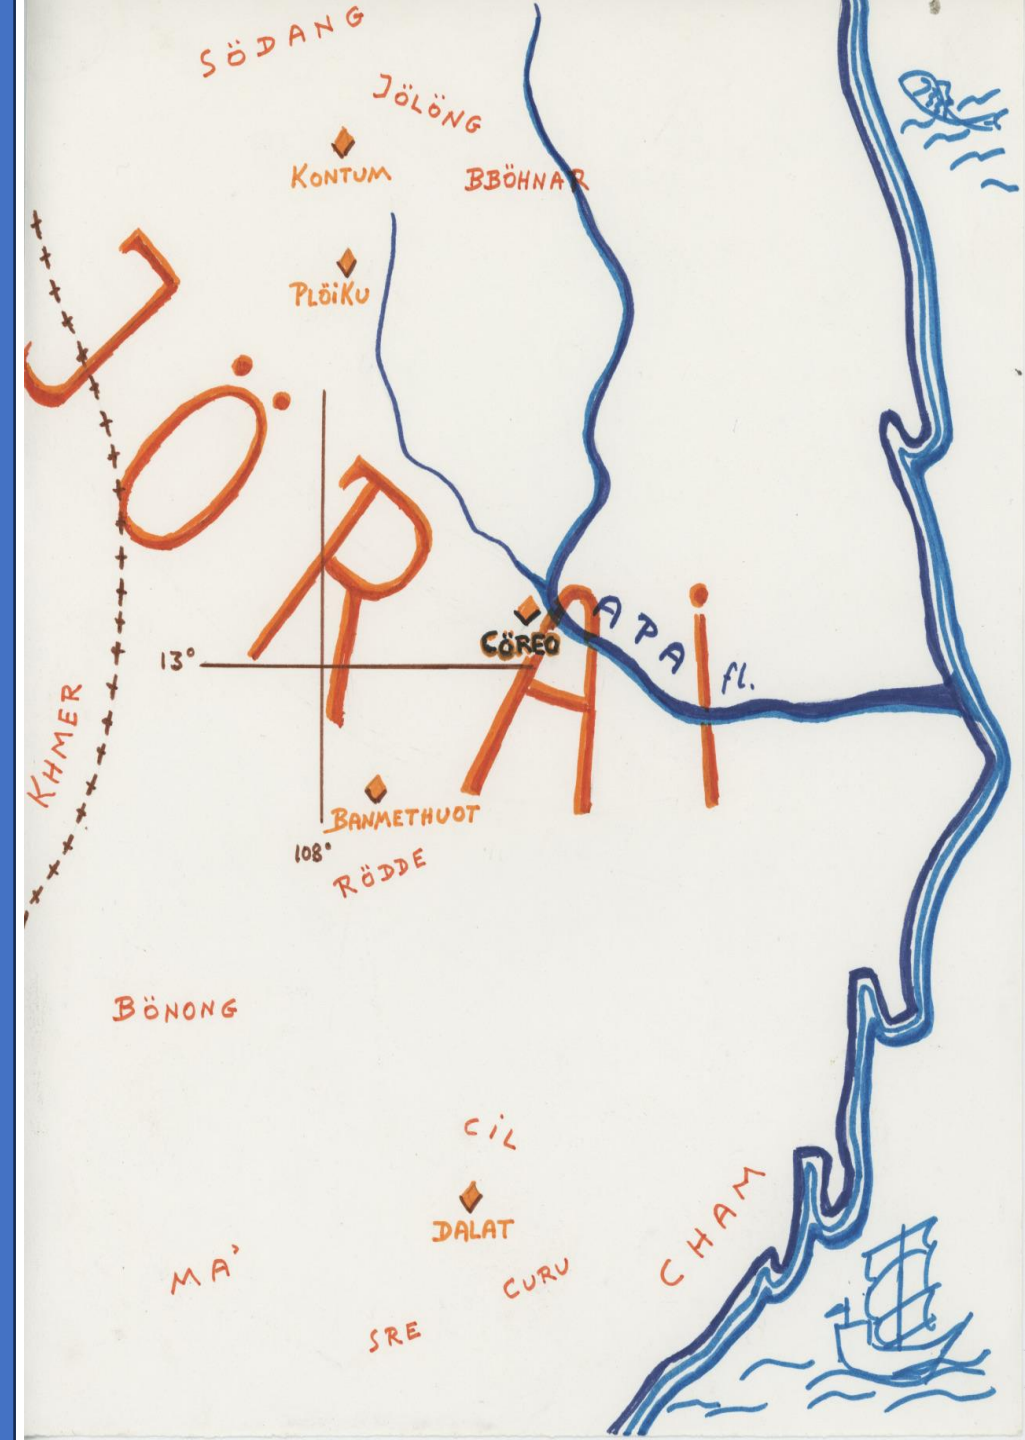 SÖDANG
JÖLÖNG
KONTUM
BBÖHNAR
PLÖiKU
JÖRAi
APA fl.
CÖREO
13°
KHMER
BANMETHUOT
108°
RÖDDE
BÖNONG
CiL
DALAT
CHAM
MA'
CURU
SRE